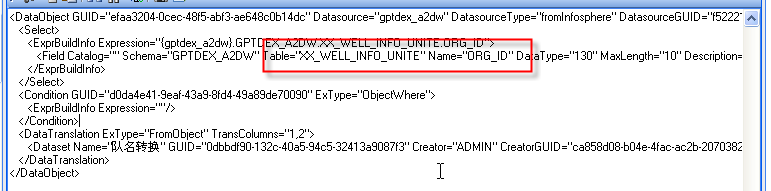 <DataObject GUID="efaa3204-0cec-48f5-abf3-ae648c0b14dc" Datasource="gptdex_a2dw" DatasourceType="fromInfosphere" DatasourceGUID="f5222
<Select>
<ExprBuildInfo Expression="{gptdex_a2dw}.GPTDEX_A2DW.XX_WELL_INFO_UNITE.ORG_ID">
<Field Catalog="" Schema="GPTDEX_A2DW" Table="XX_WELL_INFO_UNITE" Name="ORG_ID" DataType="130" MaxLength="10" Description=
</ExprBuildInfo>
</Select>
<Condition GUID="d0da4e41-9eaf-43a9-8fd4-49a89de70090" ExType="ObjectWhere">
<ExprBuildInfo Expression=""/>
</Condition>
<DataTranslation ExType="FromObject" TransColumns="1,2">
<Dataset Name="队名转换" GUID="0dbbdf90-132c-40a5-94c5-32413a9087f3" Creator="ADMIN" CreatorGUID="ca858d08-b04e-4fac-ac2b-2070382
</DataTranslation>
</DataObject>